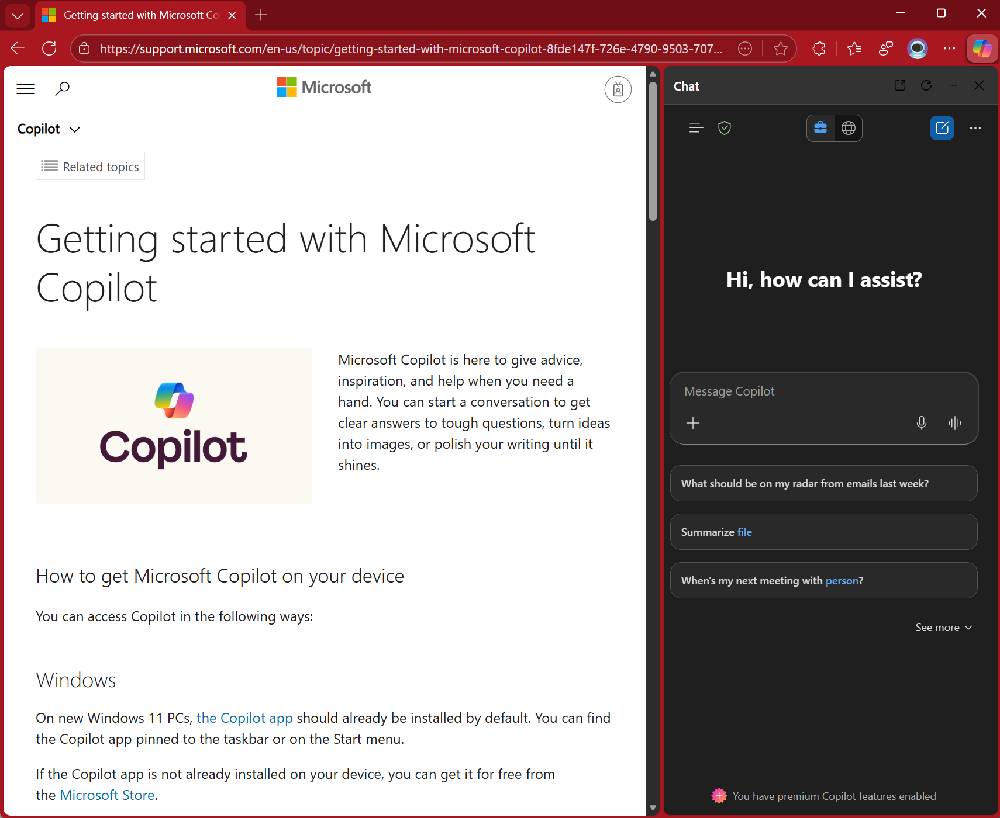 Getting started with Microsoft Co
https://support.microsoft.com/en-us/topic/getting-started-with-microsoft-copilot-8fde147f-726e-4790-9503-707...
Microsoft
Copilot
Related topics
Getting started with Microsoft
Copilot
Copilot
Microsoft Copilot is here to give advice,
inspiration, and help when you need a
hand. You can start a conversation to get
clear answers to tough questions, turn ideas
into images, or polish your writing until it
shines.
How to get Microsoft Copilot on your device
You can access Copilot in the following ways:
Windows
On new Windows 11 PCs, the Copilot app should already be installed by default. You can find
the Copilot app pinned to the taskbar or on the Start menu.
If the Copilot app is not already installed on your device, you can get it for free from
the Microsoft Store.
Chat
Hi, how can I assist?
Message Copilot
What should be on my radar from emails last week?
Summarize file
When's my next meeting with person?
See more
You have premium Copilot features enabled